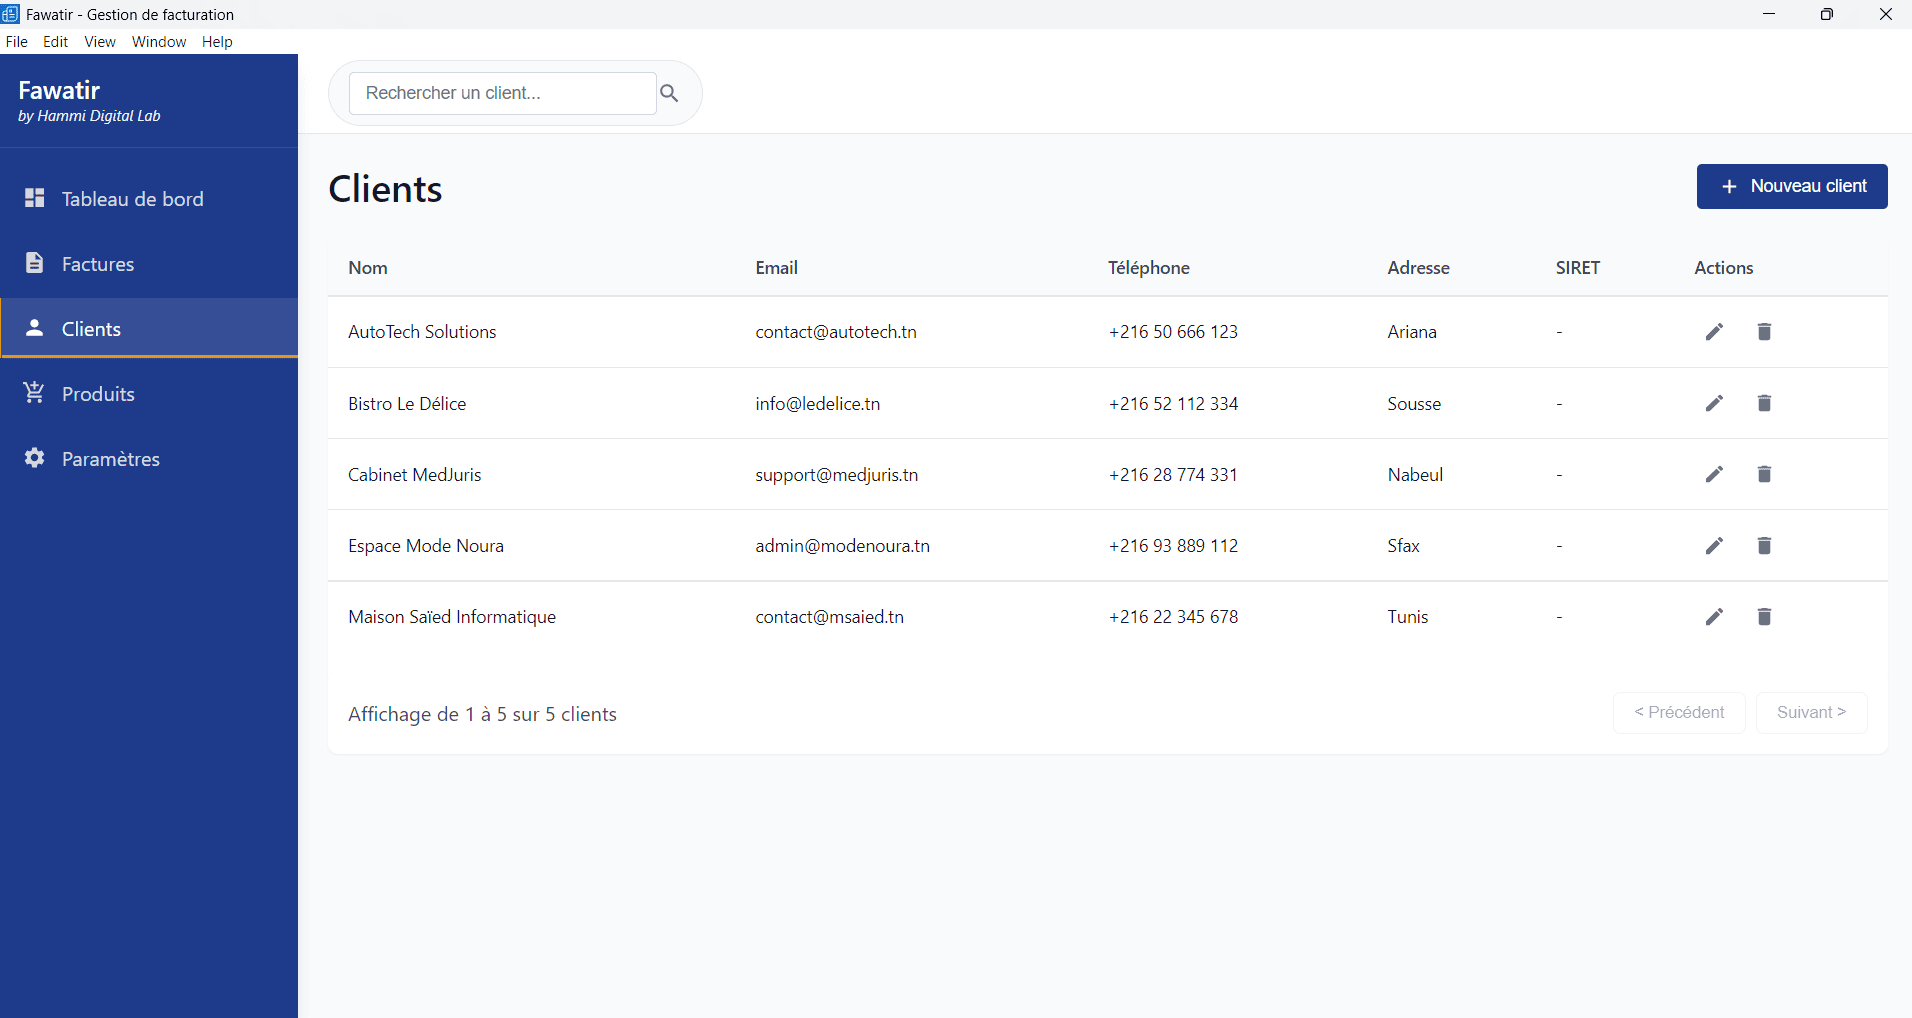 Fawatir - Gestion de facturation
File Edit View Window Help
Fawatir
by Hammi Digital Lab
Tableau de bord
Factures
Clients
Produits
Paramètres
Rechercher un client...
Clients
+ Nouveau client
Nom Email Téléphone Adresse SIRET Actions
AutoTech Solutions contact@autotech.tn +216 50 666 123 Ariana -
Bistro Le Délice info@ledelice.tn +216 52 112 334 Sousse -
Cabinet MedJuris support@medjuris.tn +216 28 774 331 Nabeul -
Espace Mode Noura admin@modenoura.tn +216 93 889 112 Sfax -
Maison Saïed Informatique contact@msaied.tn +216 22 345 678 Tunis -
Affichage de 1 à 5 sur 5 clients
< Précédent Suivant >